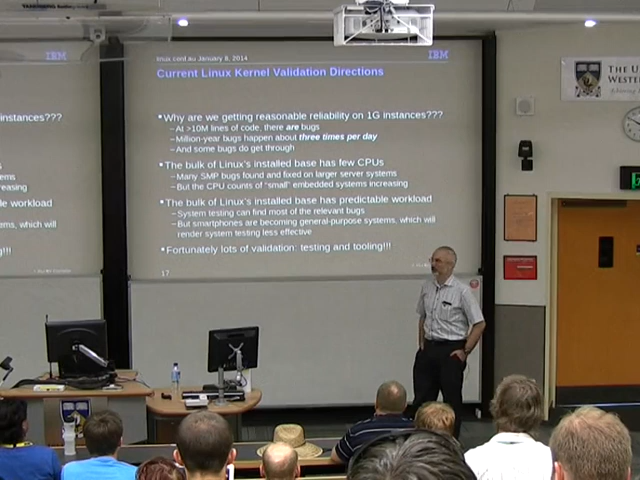 IBM
linux.conf.au January 8, 2014
IBM
Current Linux Kernel Validation Directions
instances???
▪Why are we getting reasonable reliability on 1G instances???
–At >10M lines of code, there are bugs
–Million-year bugs happen about three times per day
–And some bugs do get through
▪The bulk of Linux's installed base has few CPUs
–Many SMP bugs found and fixed on larger server systems
–But the CPU counts of "small" embedded systems increasing
▪The bulk of Linux's installed base has predictable workload
–System testing can find most of the relevant bugs
–But smartphones are becoming general-purpose systems, which will
render system testing less effective
▪Fortunately lots of validation: testing and tooling!!!
17
s
ems
easing
workload
s, which will
g!!!
THE U
WESTER